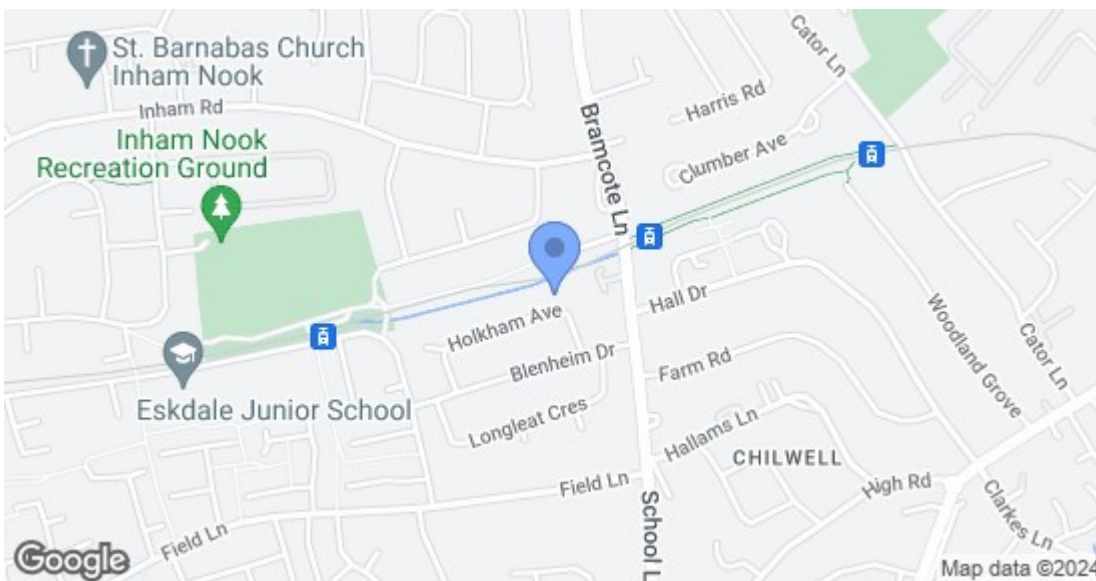 Cator Ln
St. Barnabas Church
Inham Nook
Inham Rd
Harris Rd
Bramcote Ln
Inham Nook
Recreation Ground
Clumber Ave
Hall Dr
Woodland Grove
Cator Ln
Holkham Ave
Blenheim Dr
Farm Rd
Eskdale Junior School
Longleat Cres
Hallams Ln
CHILWELL
Field Ln
High Rd
School L
Clarkes Ln
Field Ln
Google
Map data ©2024